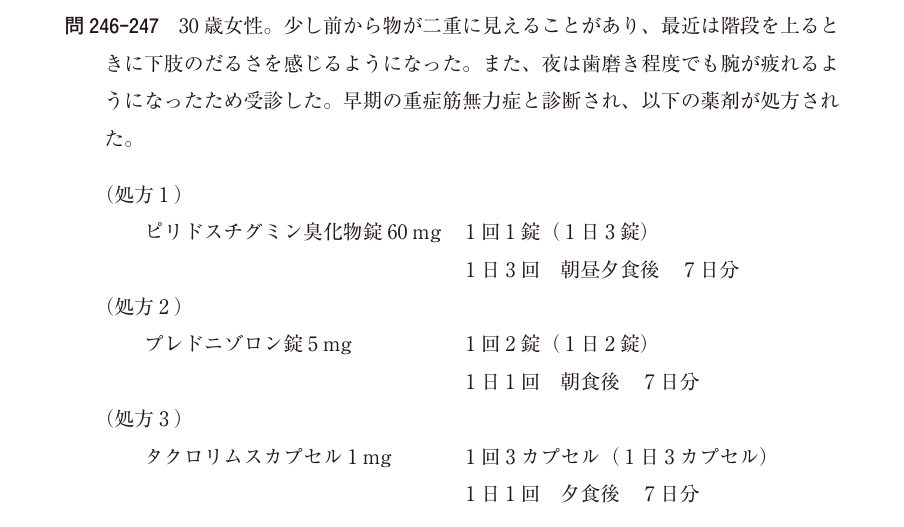 問 246−247　30 歳女性。少し前から物が二重に見えることがあり、最近は階段を上ると
きに下肢のだるさを感じるようになった。また、夜は歯磨き程度でも腕が疲れるよ
うになったため受診した。早期の重症筋無力症と診断され、以下の薬剤が処方され
た。
（処方１）
ピリドスチグミン臭化物錠 60 mg　１回１錠（１日３錠）
１日３回　朝昼夕食後　７日分
（処方２）
プレドニゾロン錠５mg　１回２錠（１日２錠）
１日１回　朝食後　７日分
（処方３）
タクロリムスカプセル１mg　１回３カプセル（１日３カプセル）
１日１回　夕食後　７日分